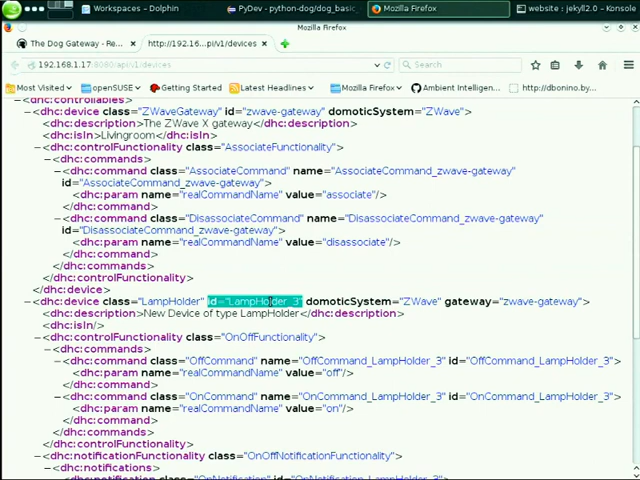 Workspaces – Dolphin
PyDev - python-dog/dog_basic
Mozilla Firefox
website : jekyll2.0 – Konsole
Mozilla Firefox
The Dog Gateway - Re...
http://192.16...pi/v1/devices
192.168.1.17:8080/api/v1/devices
Search
Most Visited
openSUSE
Getting Started
Latest Headlines
Mozilla Firefox
Ambient Intelligen...
http://dbonino.by...
−<dhc:controllables>
−<dhc:device class="ZWaveGateway" id="zwave-gateway" domoticSystem="ZWave">
<dhc:description>The ZWave X gateway</dhc:description>
<dhc:isIn>Livingroom</dhc:isIn>
−<dhc:controlFunctionality class="AssociateFunctionality">
−<dhc:commands>
−<dhc:command class="AssociateCommand" name="AssociateCommand_zwave-gateway"
id="AssociateCommand_zwave-gateway">
<dhc:param name="realCommandName" value="associate"/>
</dhc:command>
−<dhc:command class="DisassociateCommand" name="DisassociateCommand_zwave-gateway"
id="DisassociateCommand_zwave-gateway">
<dhc:param name="realCommandName" value="disassociate"/>
</dhc:command>
</dhc:commands>
</dhc:controlFunctionality>
</dhc:device>
−<dhc:device class="LampHolder" id="LampHolder_3" domoticSystem="ZWave" gateway="zwave-gateway">
<dhc:description>New Device of type LampHolder</dhc:description>
<dhc:isIn/>
−<dhc:controlFunctionality class="OnOffFunctionality">
−<dhc:commands>
−<dhc:command class="OffCommand" name="OffCommand_LampHolder_3" id="OffCommand_LampHolder_3">
<dhc:param name="realCommandName" value="off"/>
</dhc:command>
−<dhc:command class="OnCommand" name="OnCommand_LampHolder_3" id="OnCommand_LampHolder_3">
<dhc:param name="realCommandName" value="on"/>
</dhc:command>
</dhc:commands>
</dhc:controlFunctionality>
−<dhc:notificationFunctionality class="OnOffNotificationFunctionality">
−<dhc:notifications>